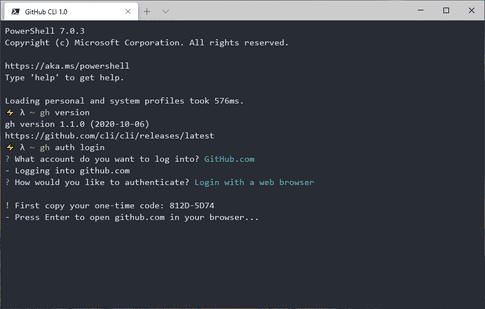 GitHub CLI 1.0
PowerShell 7.0.3
Copyright (c) Microsoft Corporation. All rights reserved.
https://aka.ms/powershell
Type 'help' to get help.
Loading personal and system profiles took 576ms.
⚡ λ ~ gh version
gh version 1.1.0 (2020-10-06)
https://github.com/cli/cli/releases/latest
⚡ λ ~ gh auth login
? What account do you want to log into? GitHub.com
- Logging into github.com
? How would you like to authenticate? Login with a web browser
! First copy your one-time code: 812D-5D74
- Press Enter to open github.com in your browser...